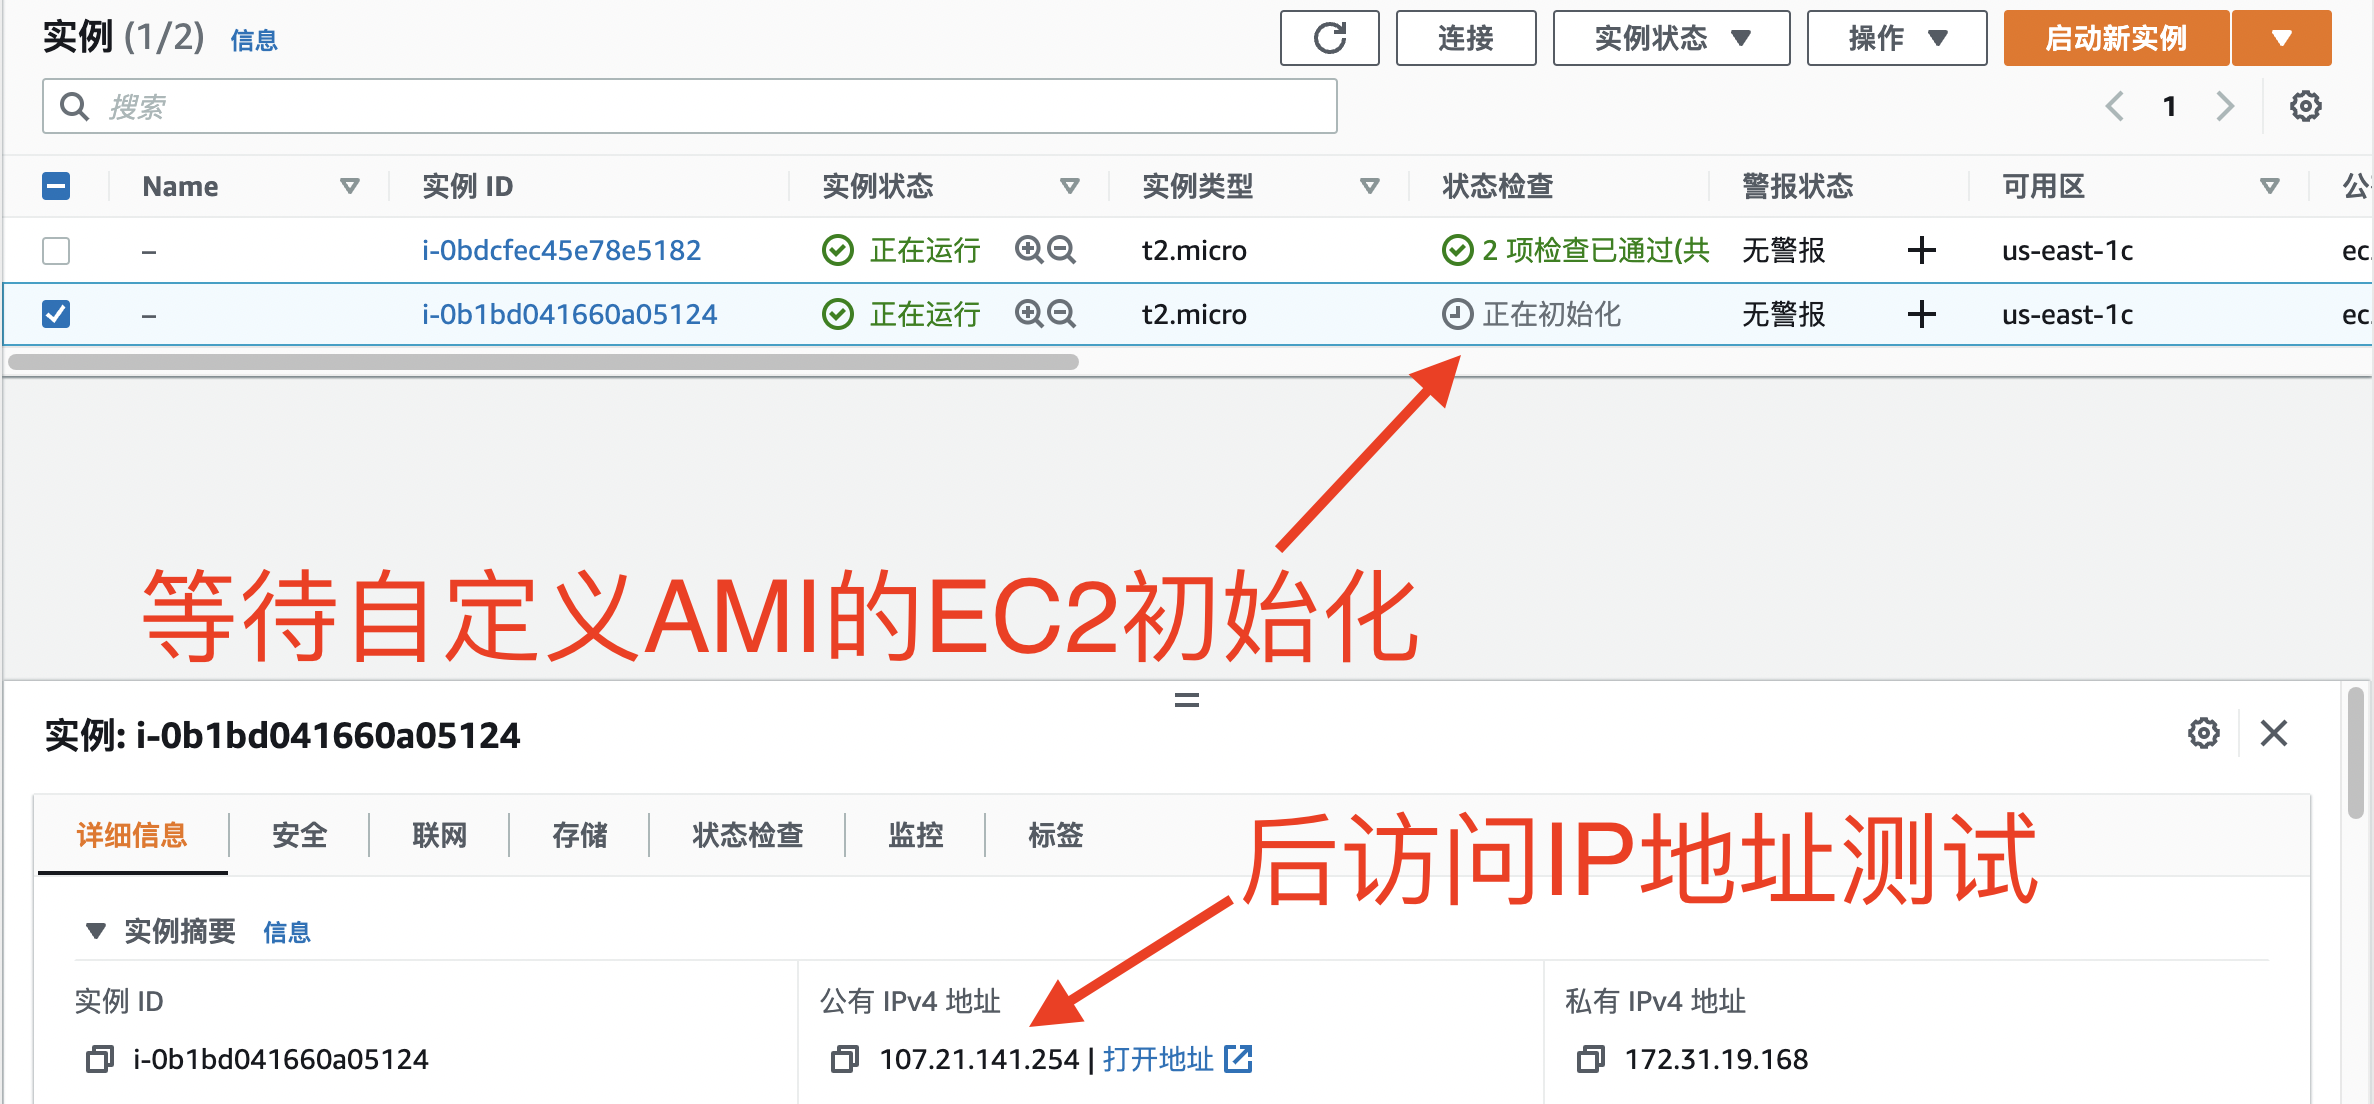 实例 (1/2) 信息
连接 实例状态 操作 启动新实例
搜索
1
Name 实例 ID 实例状态 实例类型 状态检查 警报状态 可用区 公
– i-0bdcfec45e78e5182 正在运行 t2.micro 2 项检查已通过(共 无警报 + us-east-1c ec
– i-0b1bd041660a05124 正在运行 t2.micro 正在初始化 无警报 + us-east-1c ec
等待自定义AMI的EC2初始化
实例: i-0b1bd041660a05124
详细信息 安全 联网 存储 状态检查 监控 标签
后访问IP地址测试
实例摘要 信息
实例 ID 公有 IPv4 地址 私有 IPv4 地址
i-0b1bd041660a05124 107.21.141.254 | 打开地址 172.31.19.168